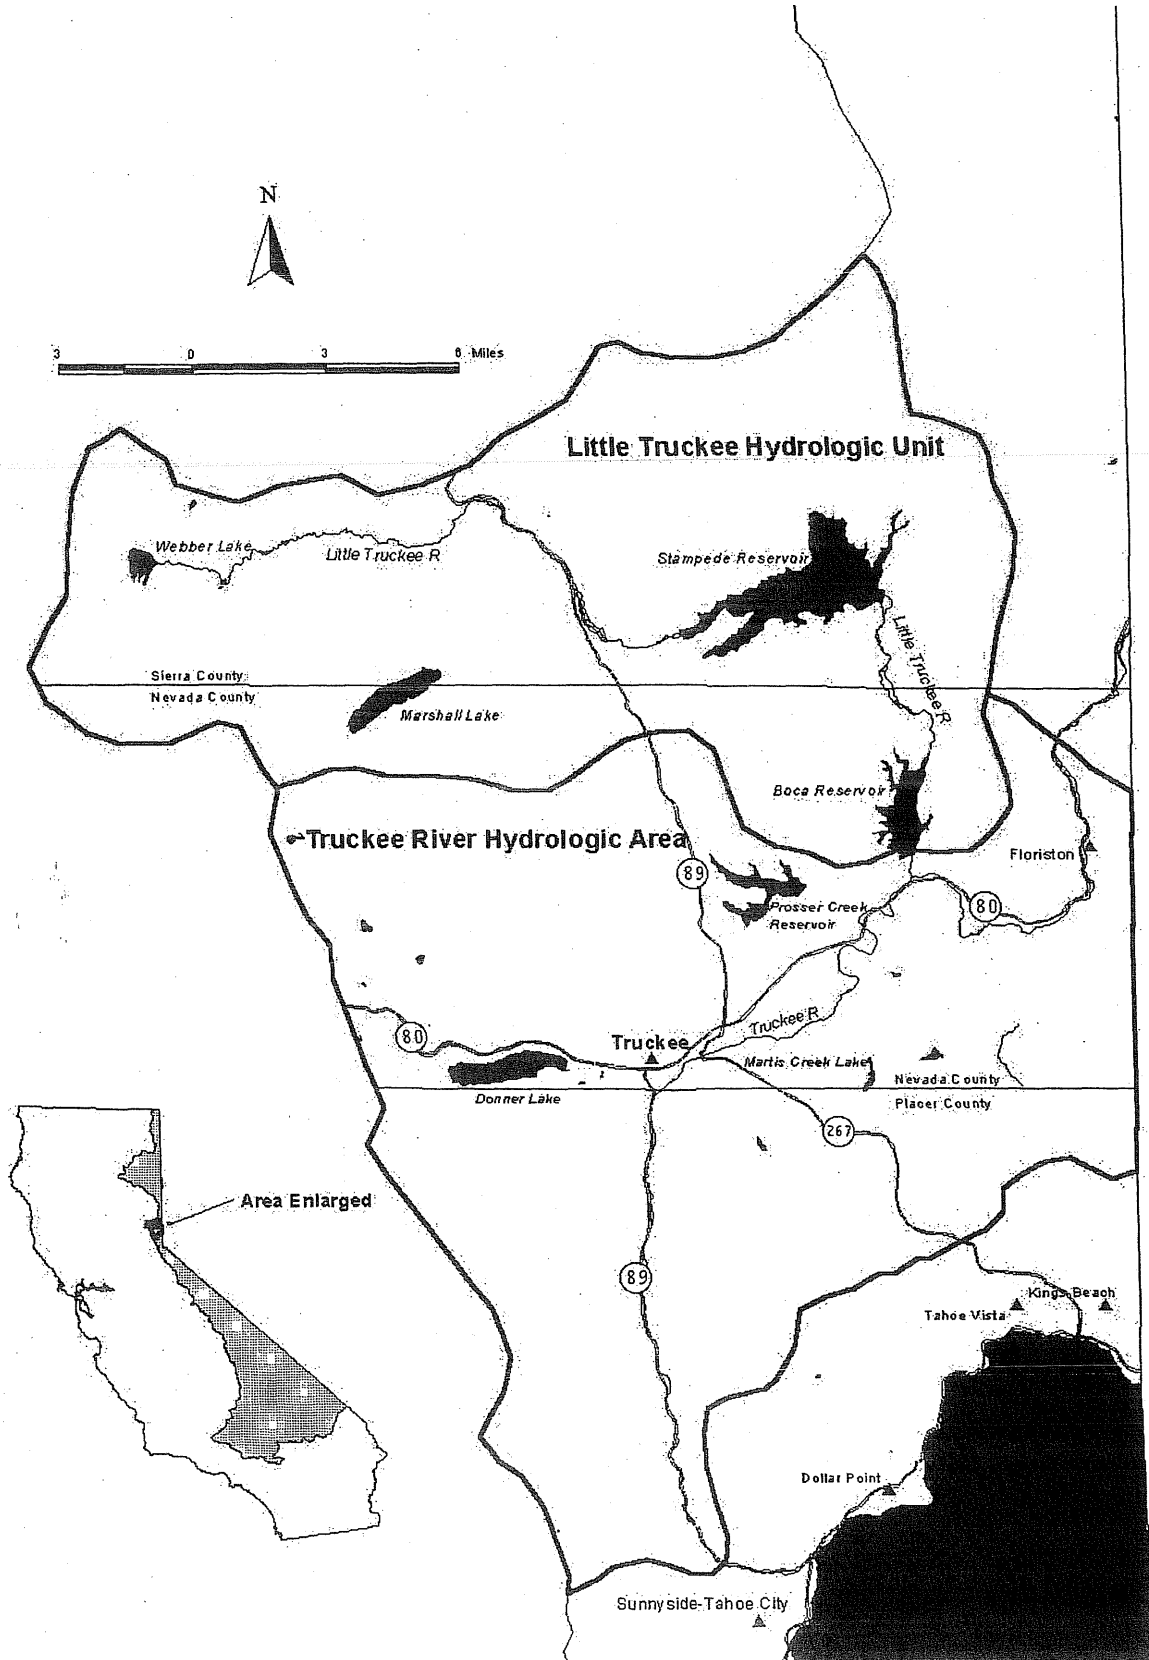 N
3 0 3 6 Miles
Little Truckee Hydrologic Unit
Webber Lake
Little Truckee R
Stampede Reservoir
Little Truckee R
Sierra County
Nevada County
Marshall Lake
Boca Reservoir
Truckee River Hydrologic Area
Floriston
89
Prosser Creek
Reservoir
80
80
Truckee
Truckee R
Martis Creek Lake
Nevada County
Placer County
Donner Lake
267
Area Enlarged
89
Kings Beach
Tahoe Vista
Dollar Point
Sunnyside-Tahoe City